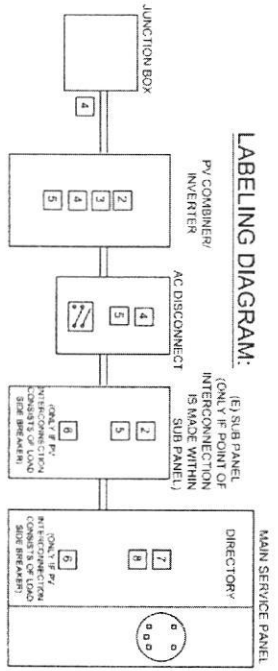 LABELING DIAGRAM:
JUNCTION BOX
4
PV COMBINER/
INVERTER
2
3
4
5
AC DISCONNECT
4
5
(E) SUB PANEL
(ONLY IF POINT OF
INTERCONNECTION
IS MADE WITHIN
SUB PANEL)
2
5
6
(ONLY IF PV
INTERCONNECTION
CONSISTS OF LOAD
SIDE BREAKER)
MAIN SERVICE PANEL
DIRECTORY
7
8
6
(ONLY IF PV
INTERCONNECTION
CONSISTS OF LOAD
SIDE BREAKER)